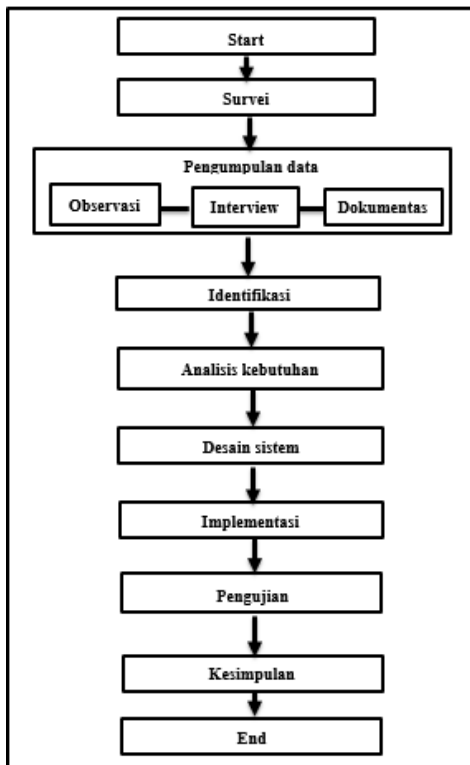 Start
Survei
Pengumpulan data
Observasi
Interview
Dokumentas
Identifikasi
Analisis kebutuhan
Desain sistem
Implementasi
Pengujian
Kesimpulan
End